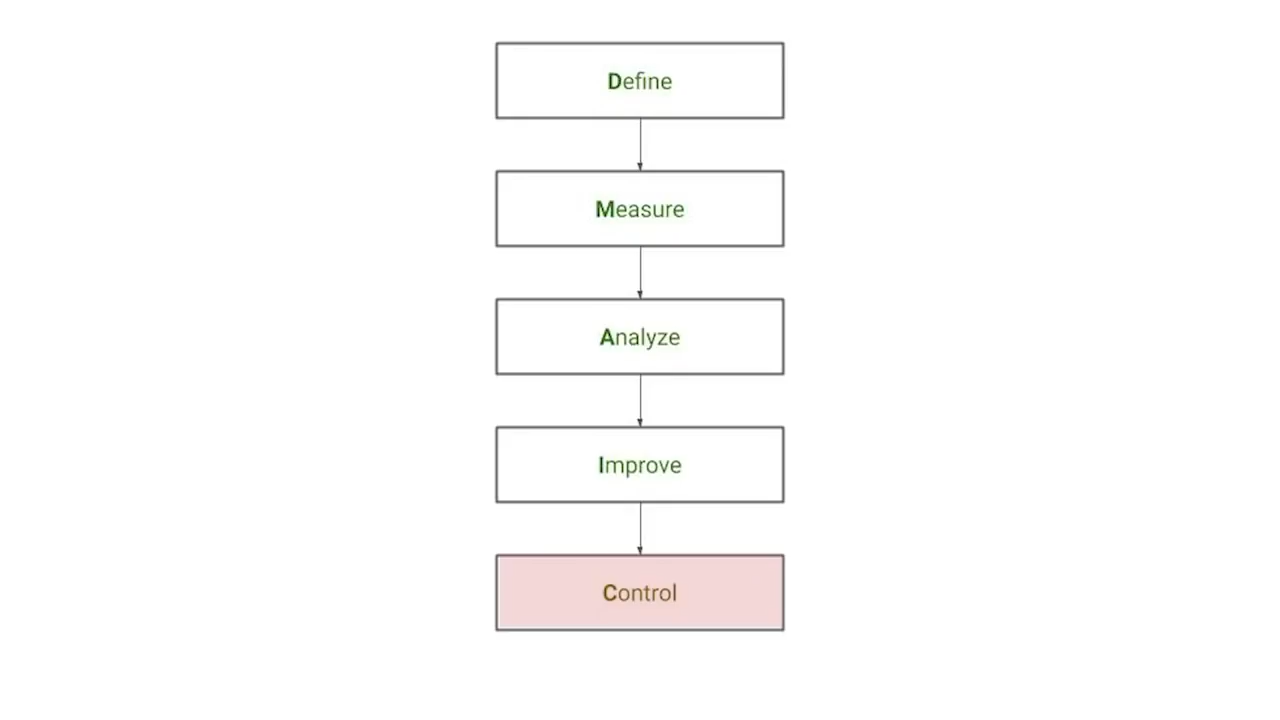 Define
Measure
Analyze
Improve
Control